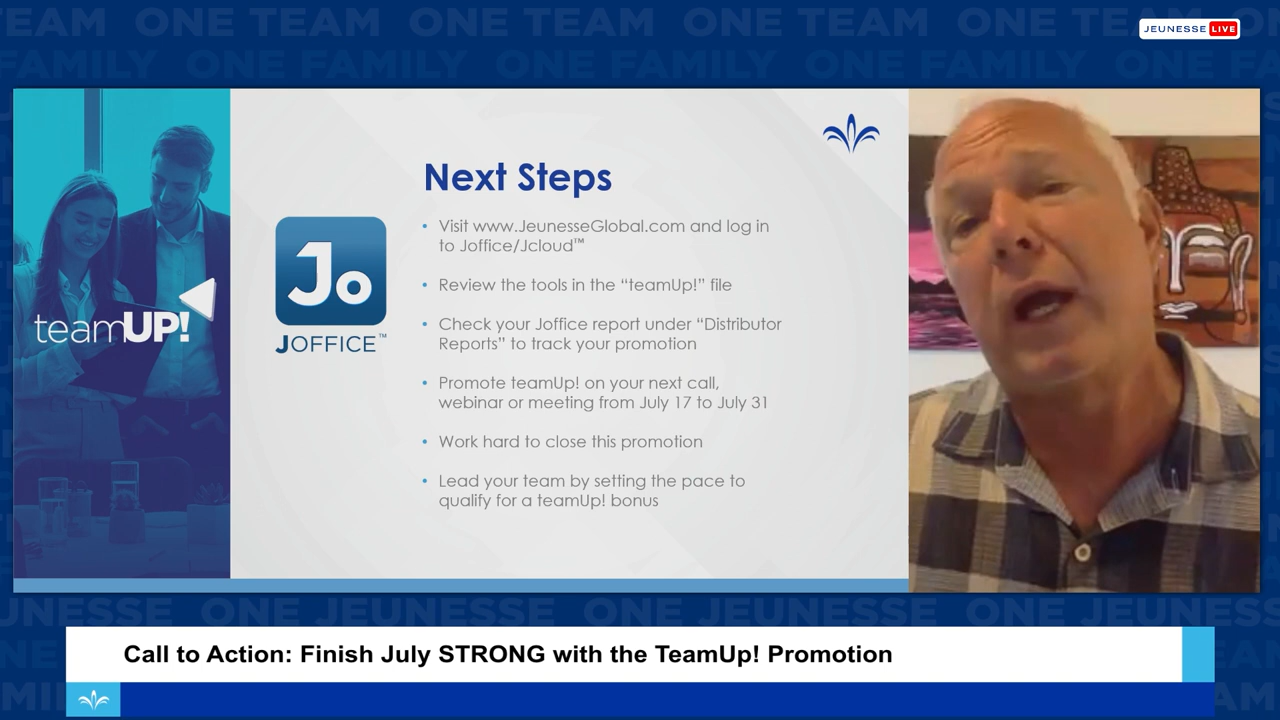 EAM ONE TEAM ONE TEAM ONE TEAM ON
JEUNESSE LIVE
FAMILY ONE FAMILY ONE FAMILY ONE FA
Next Steps
• Visit www.JeunesseGlobal.com and log in
to Joffice/Jcloud™
• Review the tools in the “teamUp!” file
• Check your Joffice report under “Distributor
Reports” to track your promotion
• Promote teamUp! on your next call,
webinar or meeting from July 17 to July 31
• Work hard to close this promotion
• Lead your team by setting the pace to
qualify for a teamUp! bonus
Jo
JOFFICE™
teamUP!
UNESSE ONE JEUNESSE ONE JEUNESSE ONE JEUNESSE
Call to Action: Finish July STRONG with the TeamUp! Promotion